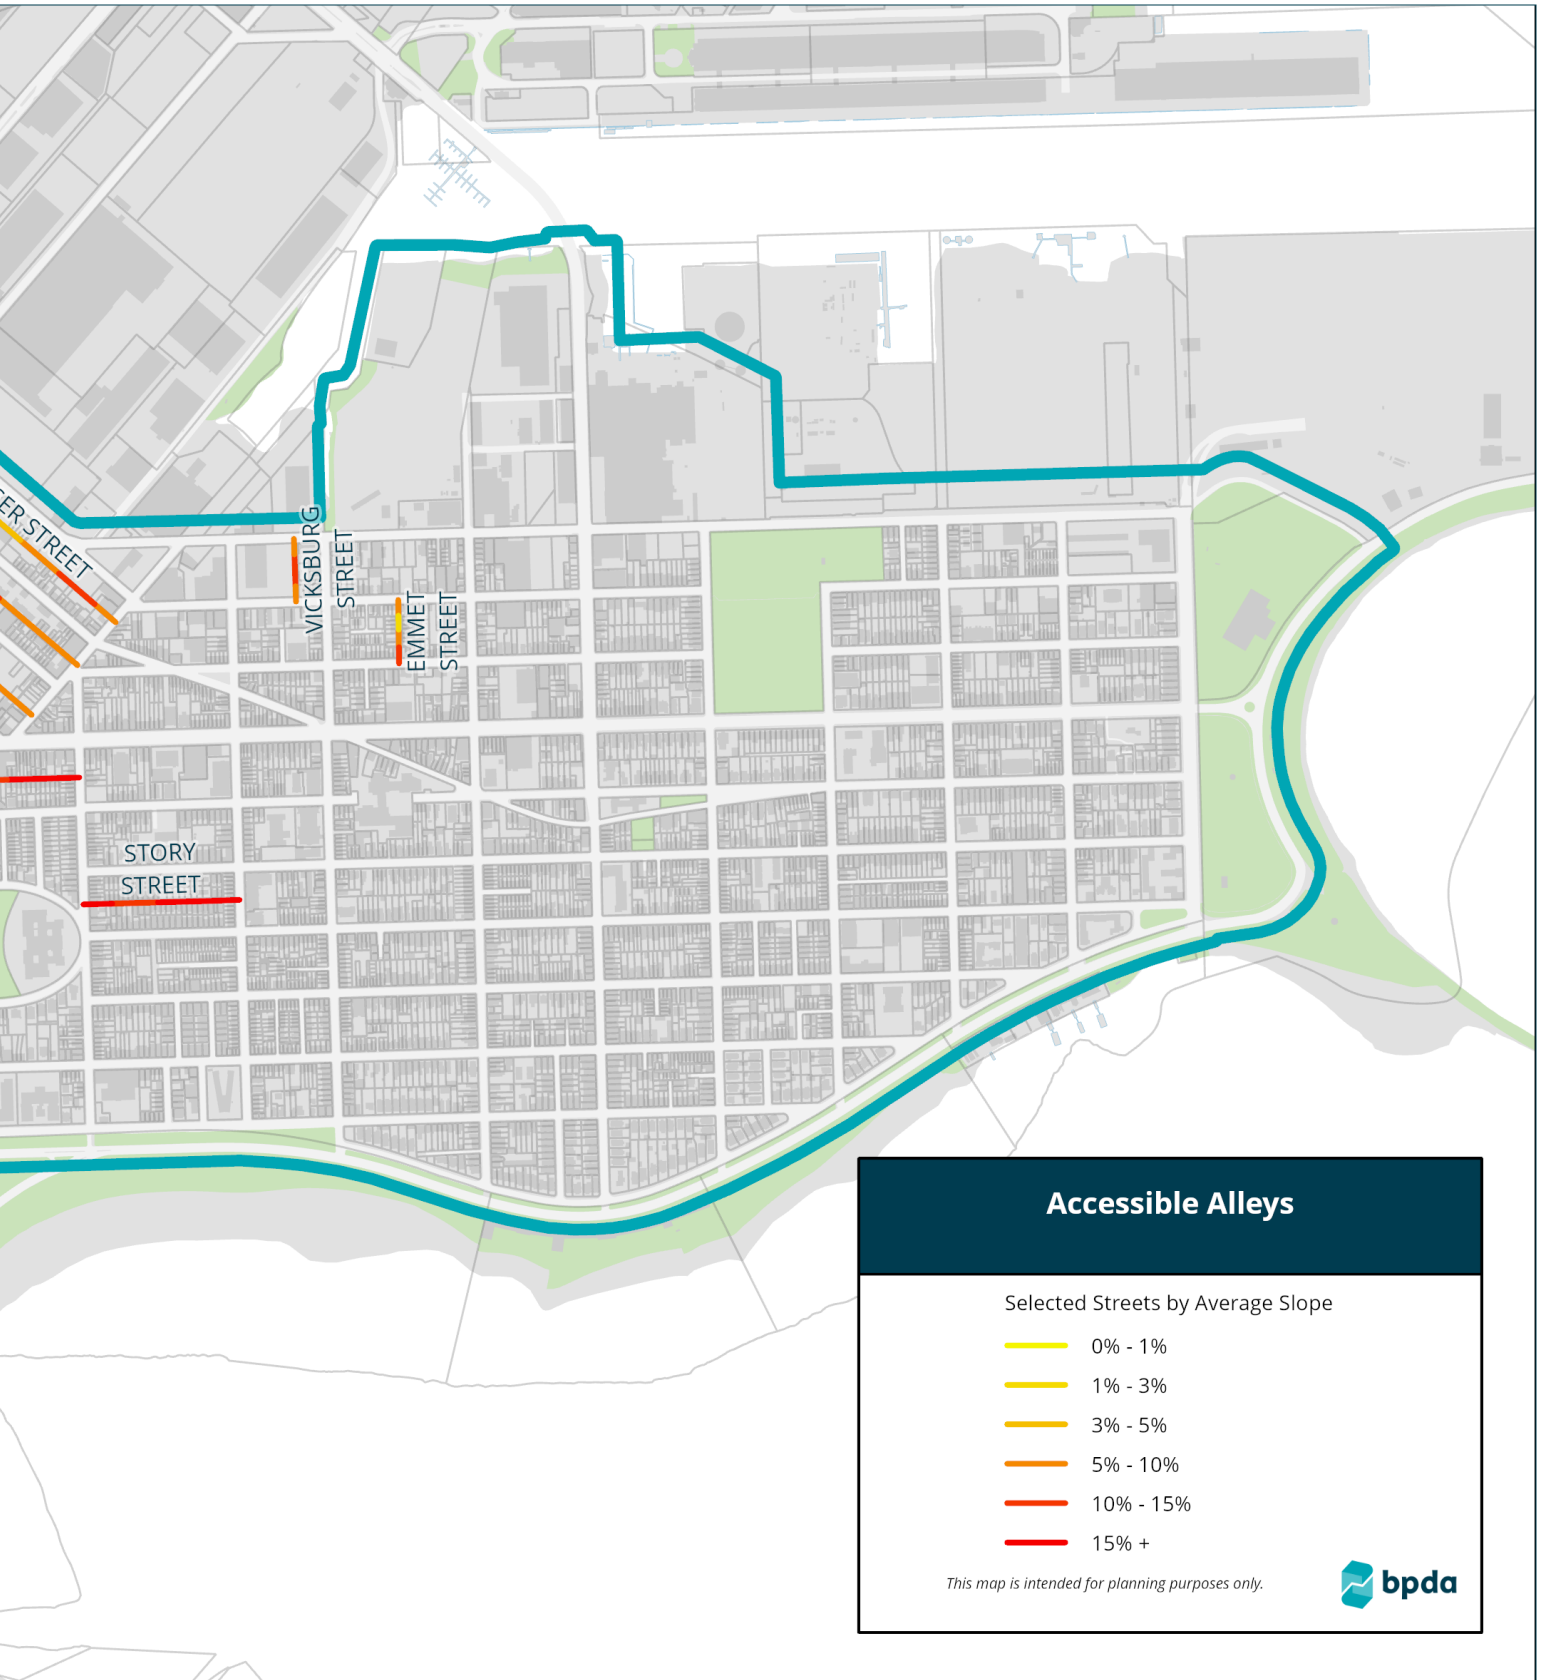 ER STREET
VICKSBURG
STREET
EMMET
STREET
STORY
STREET
Accessible Alleys
Selected Streets by Average Slope
0% - 1%
1% - 3%
3% - 5%
5% - 10%
10% - 15%
15% +
This map is intended for planning purposes only.
bpda